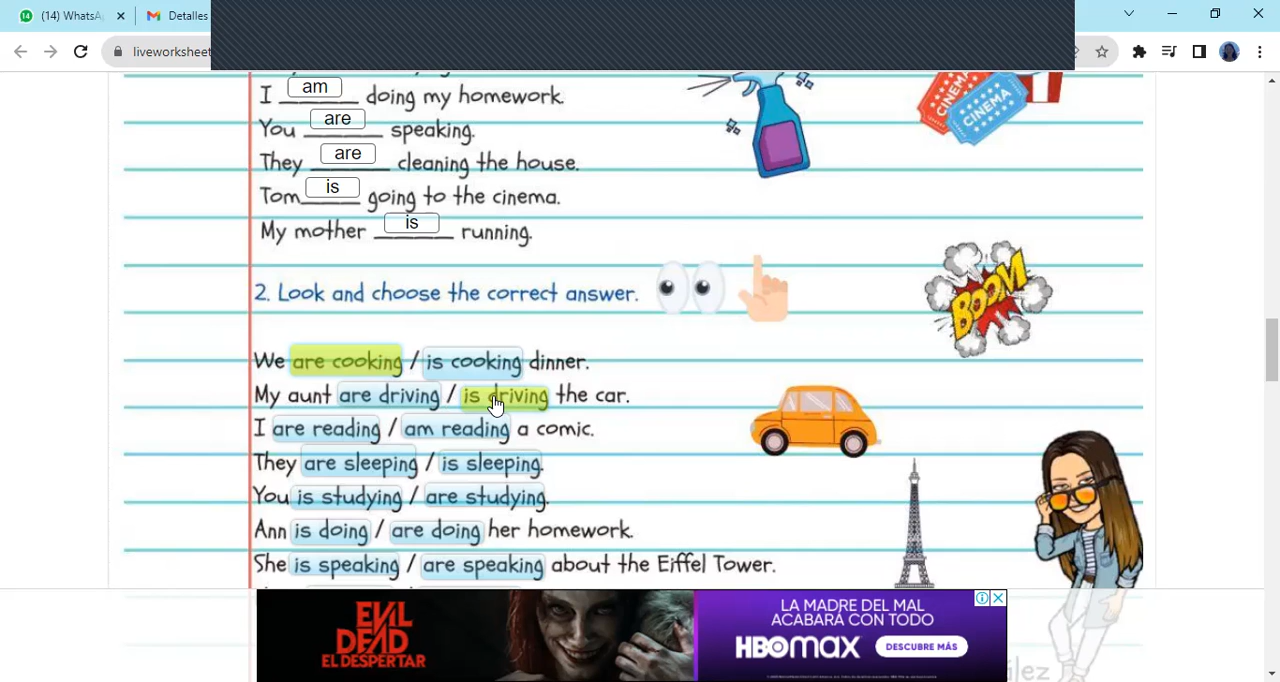 14
(14) WhatsA
Detalles
liveworksheet
I am doing my homework.
You are speaking.
They are cleaning the house.
Tom is going to the cinema.
My mother is running.
CINEMA
CINEMA
2. Look and choose the correct answer.
BOOM
We are cooking / is cooking dinner.
My aunt are driving / is driving the car.
I are reading / am reading a comic.
They are sleeping / is sleeping.
You is studying / are studying.
Ann is doing / are doing her homework.
She is speaking / are speaking about the Eiffel Tower.
EVIL
DEAD
EL DESPERTAR
LA MADRE DEL MAL
ACABARÁ CON TODO
HBOMAX
DESCUBRE MÁS
ález